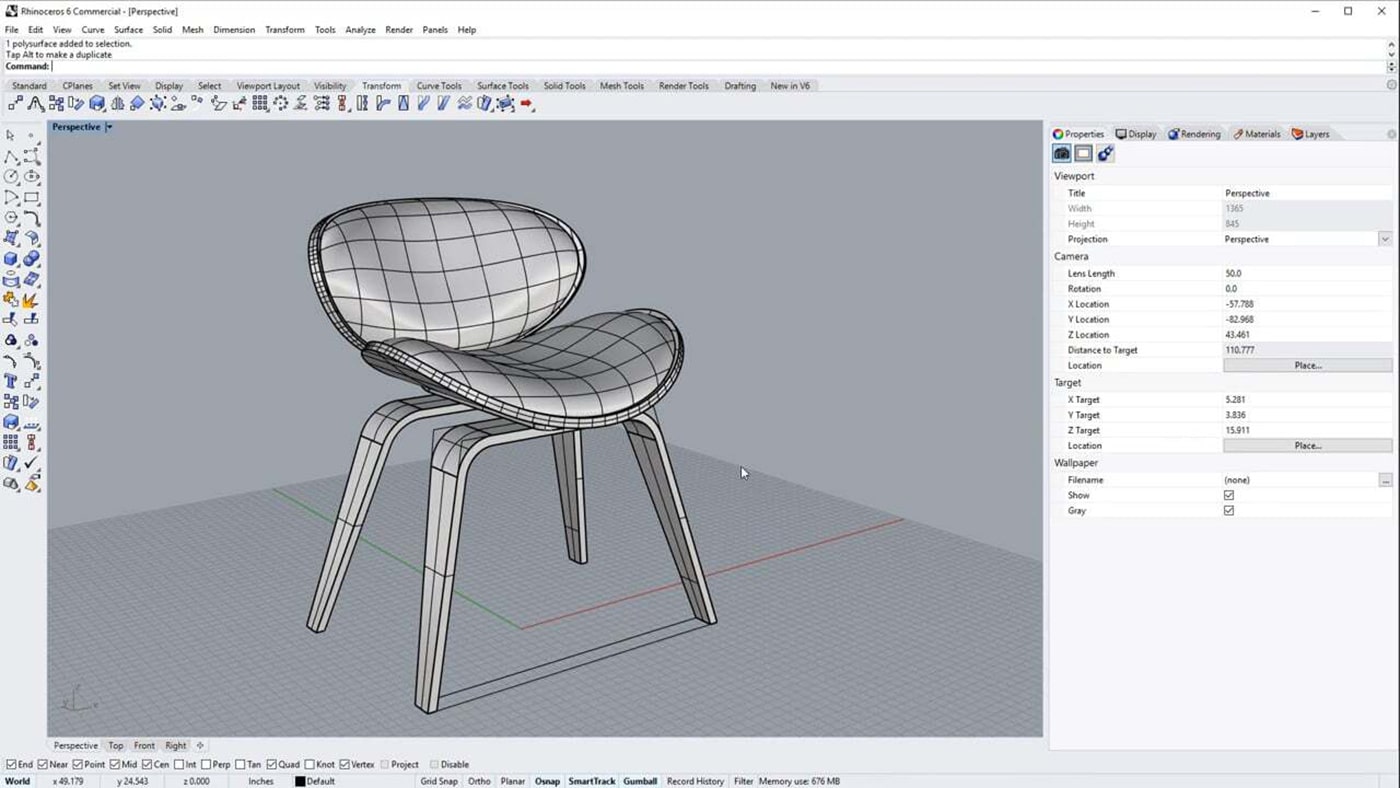 Rhinoceros 6 Commercial - [Perspective]
File Edit View Curve Surface Solid Mesh Dimension Transform Tools Analyze Render Panels Help
1 polysurface added to selection.
Tap Alt to make a duplicate
Command:
Standard CPlanes Set View Display Select Viewport Layout Visibility Transform Curve Tools Surface Tools Solid Tools Mesh Tools Render Tools Drafting New in V6
Perspective
Properties Display Rendering Materials Layers
Viewport
Title Perspective
Width 1365
Height 845
Projection Perspective
Camera
Lens Length 50.0
Rotation 0.0
X Location -57.788
Y Location -82.968
Z Location 43.461
Distance to Target 110.777
Location Place...
Target
X Target 5.281
Y Target 3.836
Z Target 15.911
Location Place...
Wallpaper
Filename (none) ...
Show
Gray
Perspective Top Front Right
End Near Point Mid Cen Int Perp Tan Quad Knot Vertex Project Disable
World x 49.179 y 24.543 z 0.000 Inches Default Grid Snap Ortho Planar Osnap SmartTrack Gumball Record History Filter Memory use: 676 MB